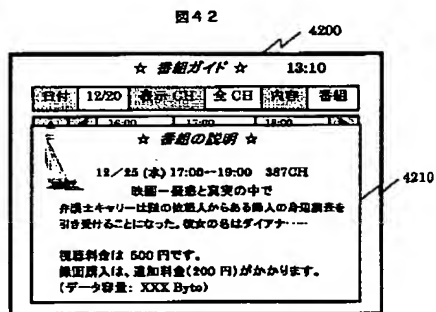 図42
4200
☆ 番組ガイド ☆ 13:10
日付 12/20 表示CH 全CH 内容 番組
16:00 17:00 18:00
☆ 番組の説明 ☆
12/25(水)17:00~19:00 387CH
4210
映画-疑惑と真実の中で
弁護士キャリーは謎の依頼人からある婦人の身辺調査を
引き受けることになった。彼女の名はダイアナ‥‥
視聴料金は 500 円です。
録画購入は、追加料金(200 円)がかかります。
(データ容量: XXX Byte)